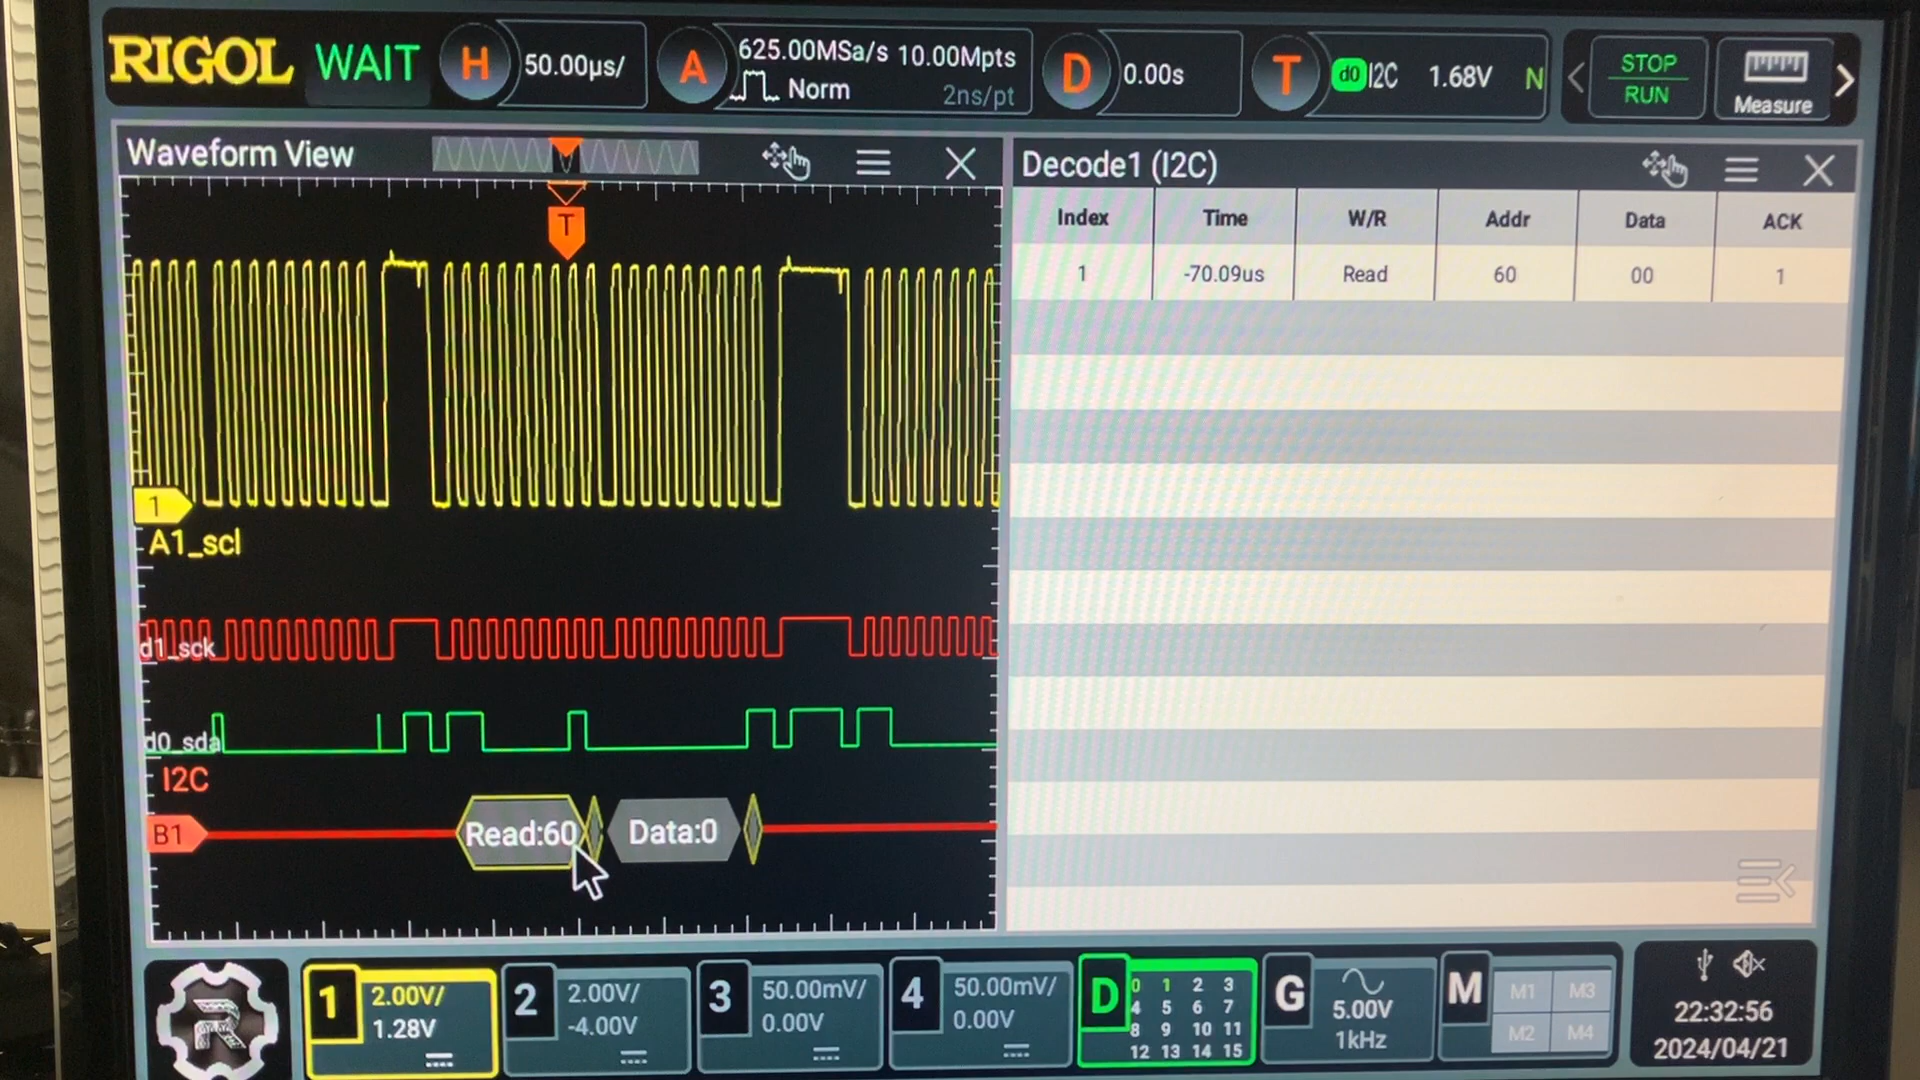 RIGOL WAIT H 50.00µs/ A 625.00MSa/s 10.00Mpts D 0.00s T d0 I2C 1.68V N STOP
Norm 2ns/pt RUN Measure
Waveform View
T
1
A1_scl
d1_sck
d0_sda
I2C
B1 Read:60 Data:0
Decode1 (I2C)
Index Time W/R Addr Data ACK
1 -70.09us Read 60 00 1
R
1 2.00V/
1.28V
2 2.00V/
-4.00V
3 50.00mV/
0.00V
4 50.00mV/
0.00V
D 0 1 2 3
4 5 6 7
8 9 10 11
12 13 14 15
G 5.00V
1kHz
M M1 M3
M2 M4
22:32:56
2024/04/21